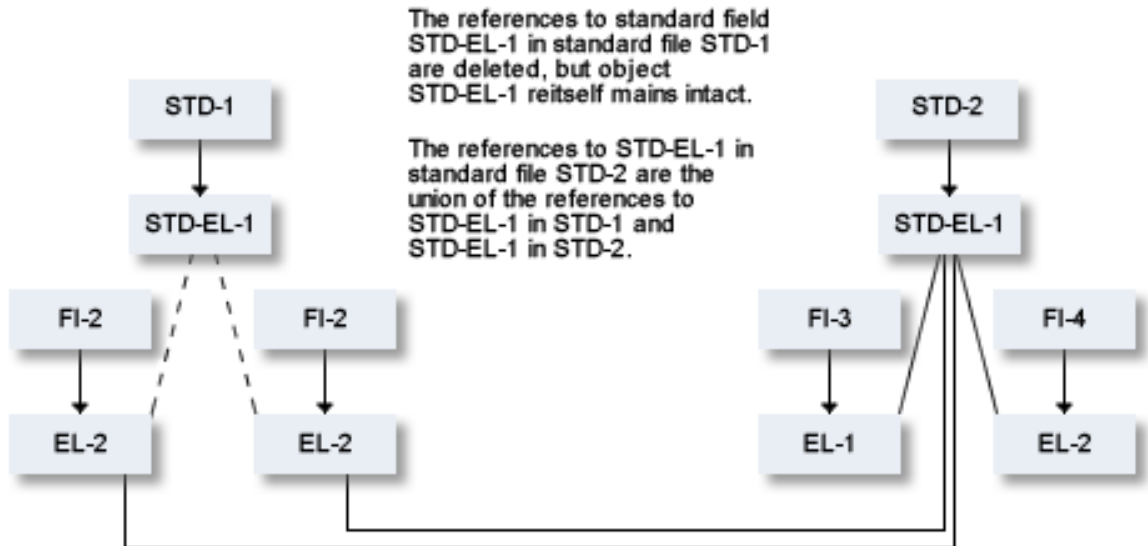 The references to standard field
STD-EL-1 in standard file STD-1
are deleted, but object
STD-EL-1 reitself mains intact.
The references to STD-EL-1 in
standard file STD-2 are the
union of the references to
STD-EL-1 in STD-1 and
STD-EL-1 in STD-2.
STD-1
STD-2
STD-EL-1
STD-EL-1
FI-2
FI-2
FI-3
FI-4
EL-2
EL-2
EL-1
EL-2